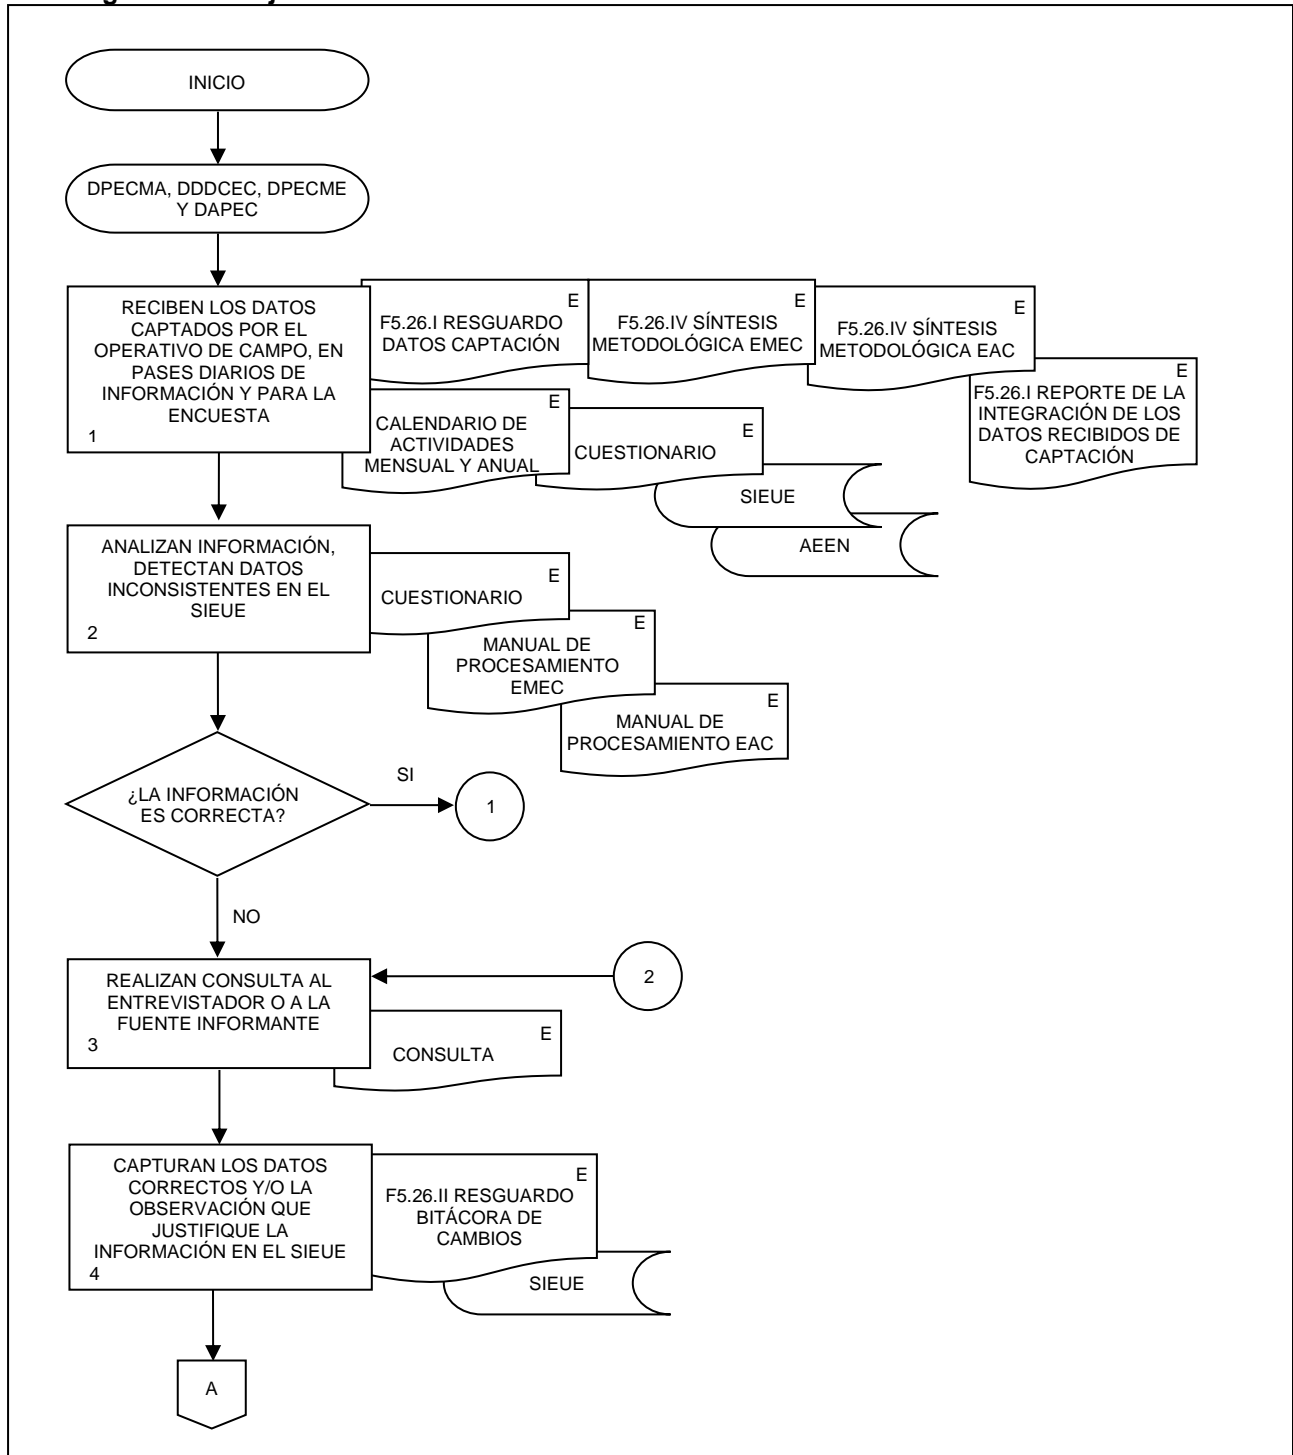 INICIO
DPECMA, DDDCEC, DPECME
Y DAPEC
RECIBEN LOS DATOS
CAPTADOS POR EL
OPERATIVO DE CAMPO, EN
PASES DIARIOS DE
INFORMACIÓN Y PARA LA
ENCUESTA
1
E
F5.26.I RESGUARDO
DATOS CAPTACIÓN
E
F5.26.IV SÍNTESIS
METODOLÓGICA EMEC
E
F5.26.IV SÍNTESIS
METODOLÓGICA EAC
E
F5.26.I REPORTE DE LA
INTEGRACIÓN DE LOS
DATOS RECIBIDOS DE
CAPTACIÓN
E
CALENDARIO DE
ACTIVIDADES
MENSUAL Y ANUAL
E
CUESTIONARIO
SIEUE
AEEN
ANALIZAN INFORMACIÓN,
DETECTAN DATOS
INCONSISTENTES EN EL
SIEUE
2
E
CUESTIONARIO
E
MANUAL DE
PROCESAMIENTO
EMEC
E
MANUAL DE
PROCESAMIENTO EAC
¿LA INFORMACIÓN
ES CORRECTA?
SI
1
NO
REALIZAN CONSULTA AL
ENTREVISTADOR O A LA
FUENTE INFORMANTE
3
2
E
CONSULTA
CAPTURAN LOS DATOS
CORRECTOS Y/O LA
OBSERVACIÓN QUE
JUSTIFIQUE LA
INFORMACIÓN EN EL SIEUE
4
E
F5.26.II RESGUARDO
BITÁCORA DE
CAMBIOS
SIEUE
A